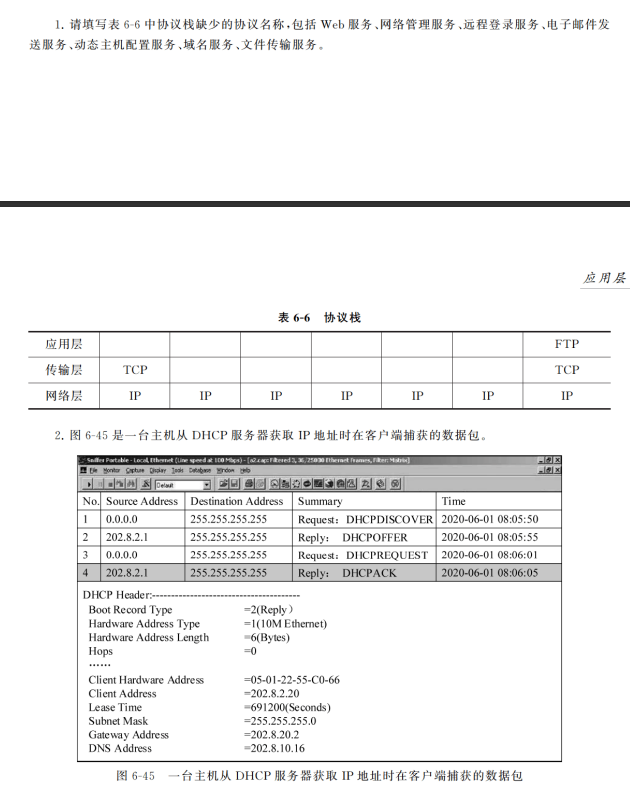 1. 请填写表 6-6 中协议栈缺少的协议名称,包括 Web 服务、网络管理服务、远程登录服务、电子邮件发
送服务、动态主机配置服务、域名服务、文件传输服务。
应用层
表 6-6 协议栈
应用层 FTP
传输层 TCP TCP
网络层 IP IP IP IP IP IP IP
2. 图 6-45 是一台主机从 DHCP 服务器获取 IP 地址时在客户端捕获的数据包。
Sniffer Portable - Local, Ethernet (Line speed at 100 Mbps) - [s2.cap: Filtered 3, 36/25000 Ethernet frames, Filter: Matrix]
File Monitor Capture Display Tools Database Window Help
Default
No. Source Address Destination Address Summary Time
1 0.0.0.0 255.255.255.255 Request: DHCPDISCOVER 2020-06-01 08:05:50
2 202.8.2.1 255.255.255.255 Reply: DHCPOFFER 2020-06-01 08:05:55
3 0.0.0.0 255.255.255.255 Request: DHCPREQUEST 2020-06-01 08:06:01
4 202.8.2.1 255.255.255.255 Reply: DHCPACK 2020-06-01 08:06:05
DHCP Header:----------------------------------------
Boot Record Type =2(Reply)
Hardware Address Type =1(10M Ethernet)
Hardware Address Length =6(Bytes)
Hops =0
……
Client Hardware Address =05-01-22-55-C0-66
Client Address =202.8.2.20
Lease Time =691200(Seconds)
Subnet Mask =255.255.255.0
Gateway Address =202.8.20.2
DNS Address =202.8.10.16
图 6-45 一台主机从 DHCP 服务器获取 IP 地址时在客户端捕获的数据包